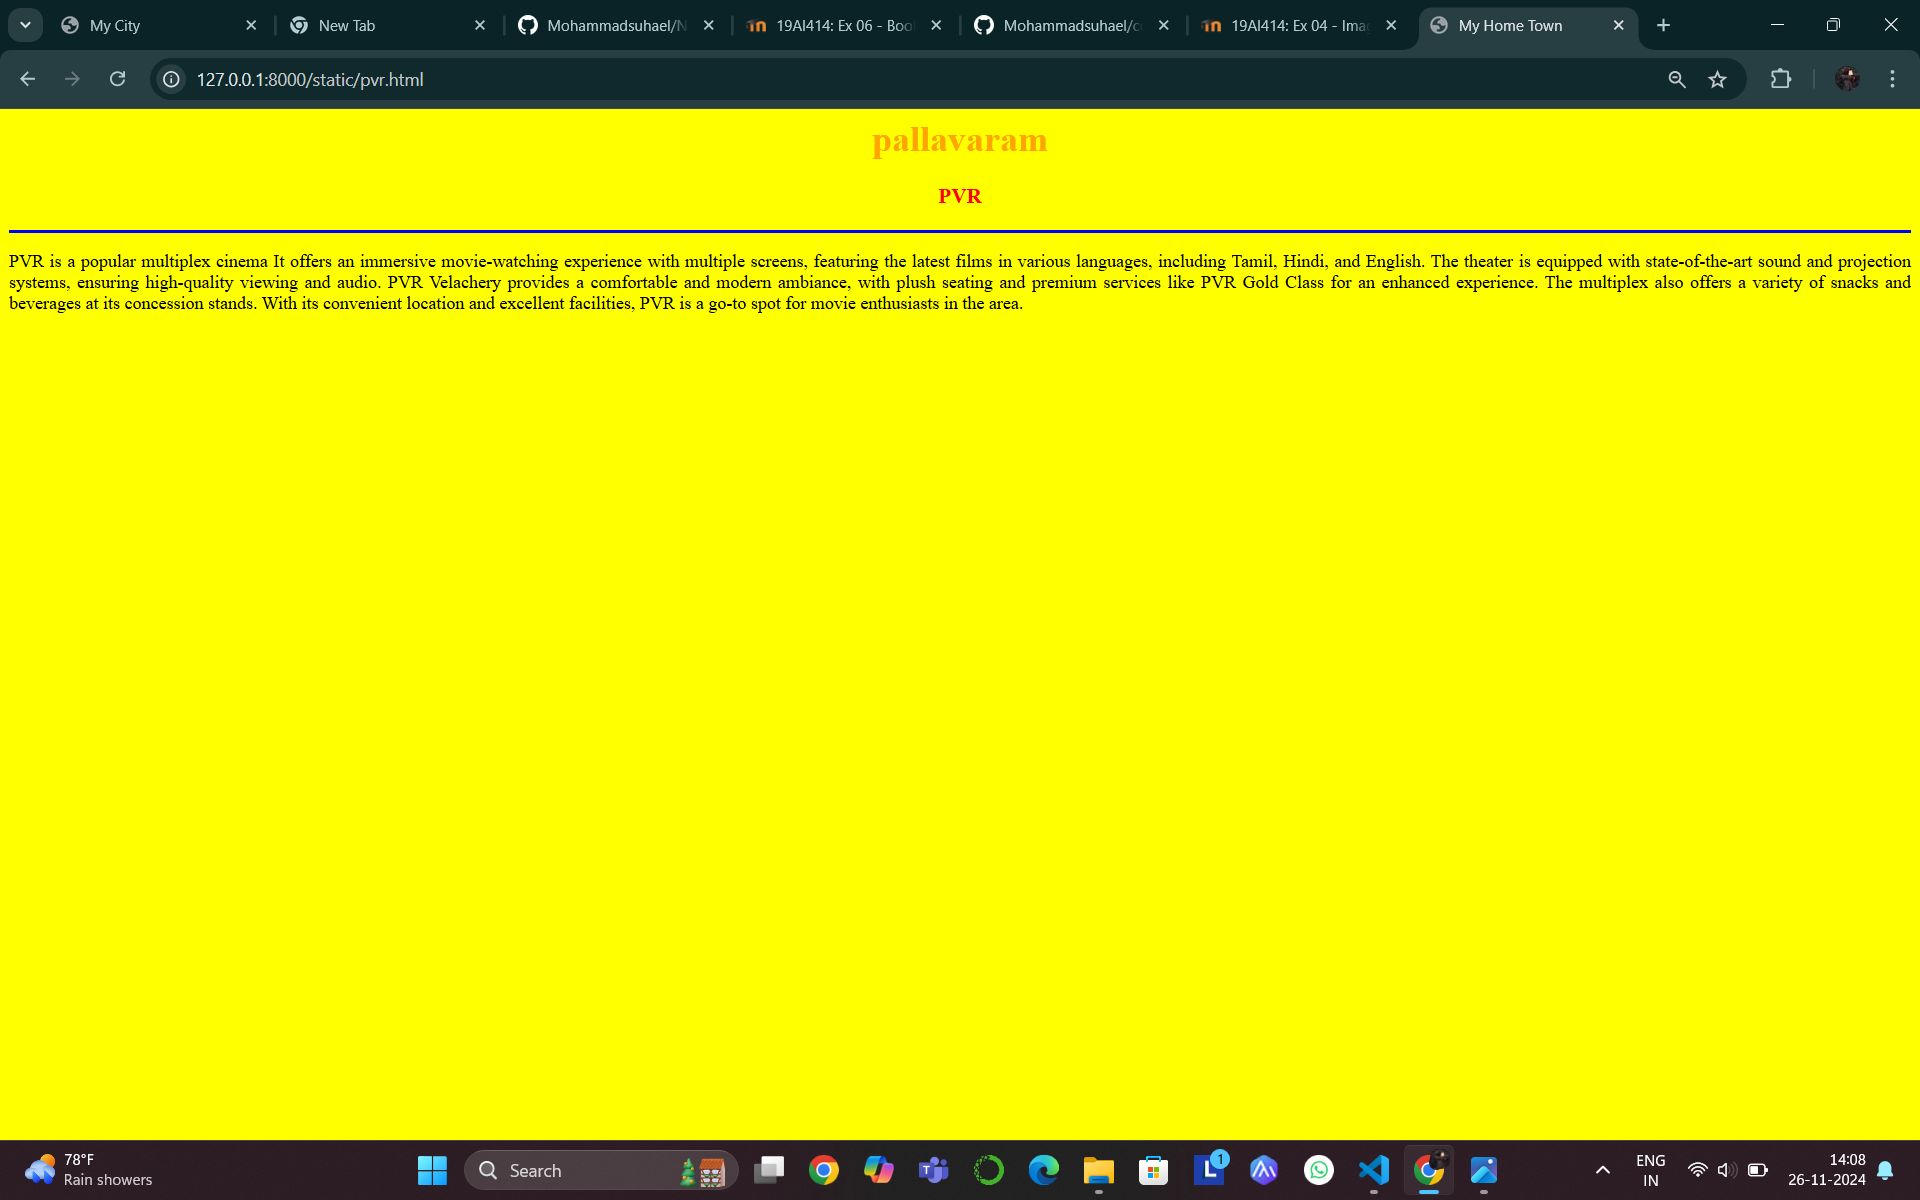 My City
New Tab
Mohammadsuhael/N
19AI414: Ex 06 - Boo
Mohammadsuhael/c
19AI414: Ex 04 - Ima
My Home Town
127.0.0.1:8000/static/pvr.html
pallavaram
PVR
PVR is a popular multiplex cinema It offers an immersive movie-watching experience with multiple screens, featuring the latest films in various languages, including Tamil, Hindi, and English. The theater is equipped with state-of-the-art sound and projection
systems, ensuring high-quality viewing and audio. PVR Velachery provides a comfortable and modern ambiance, with plush seating and premium services like PVR Gold Class for an enhanced experience. The multiplex also offers a variety of snacks and
beverages at its concession stands. With its convenient location and excellent facilities, PVR is a go-to spot for movie enthusiasts in the area.
78°F
Rain showers
Search
1
ENG
IN
14:08
26-11-2024